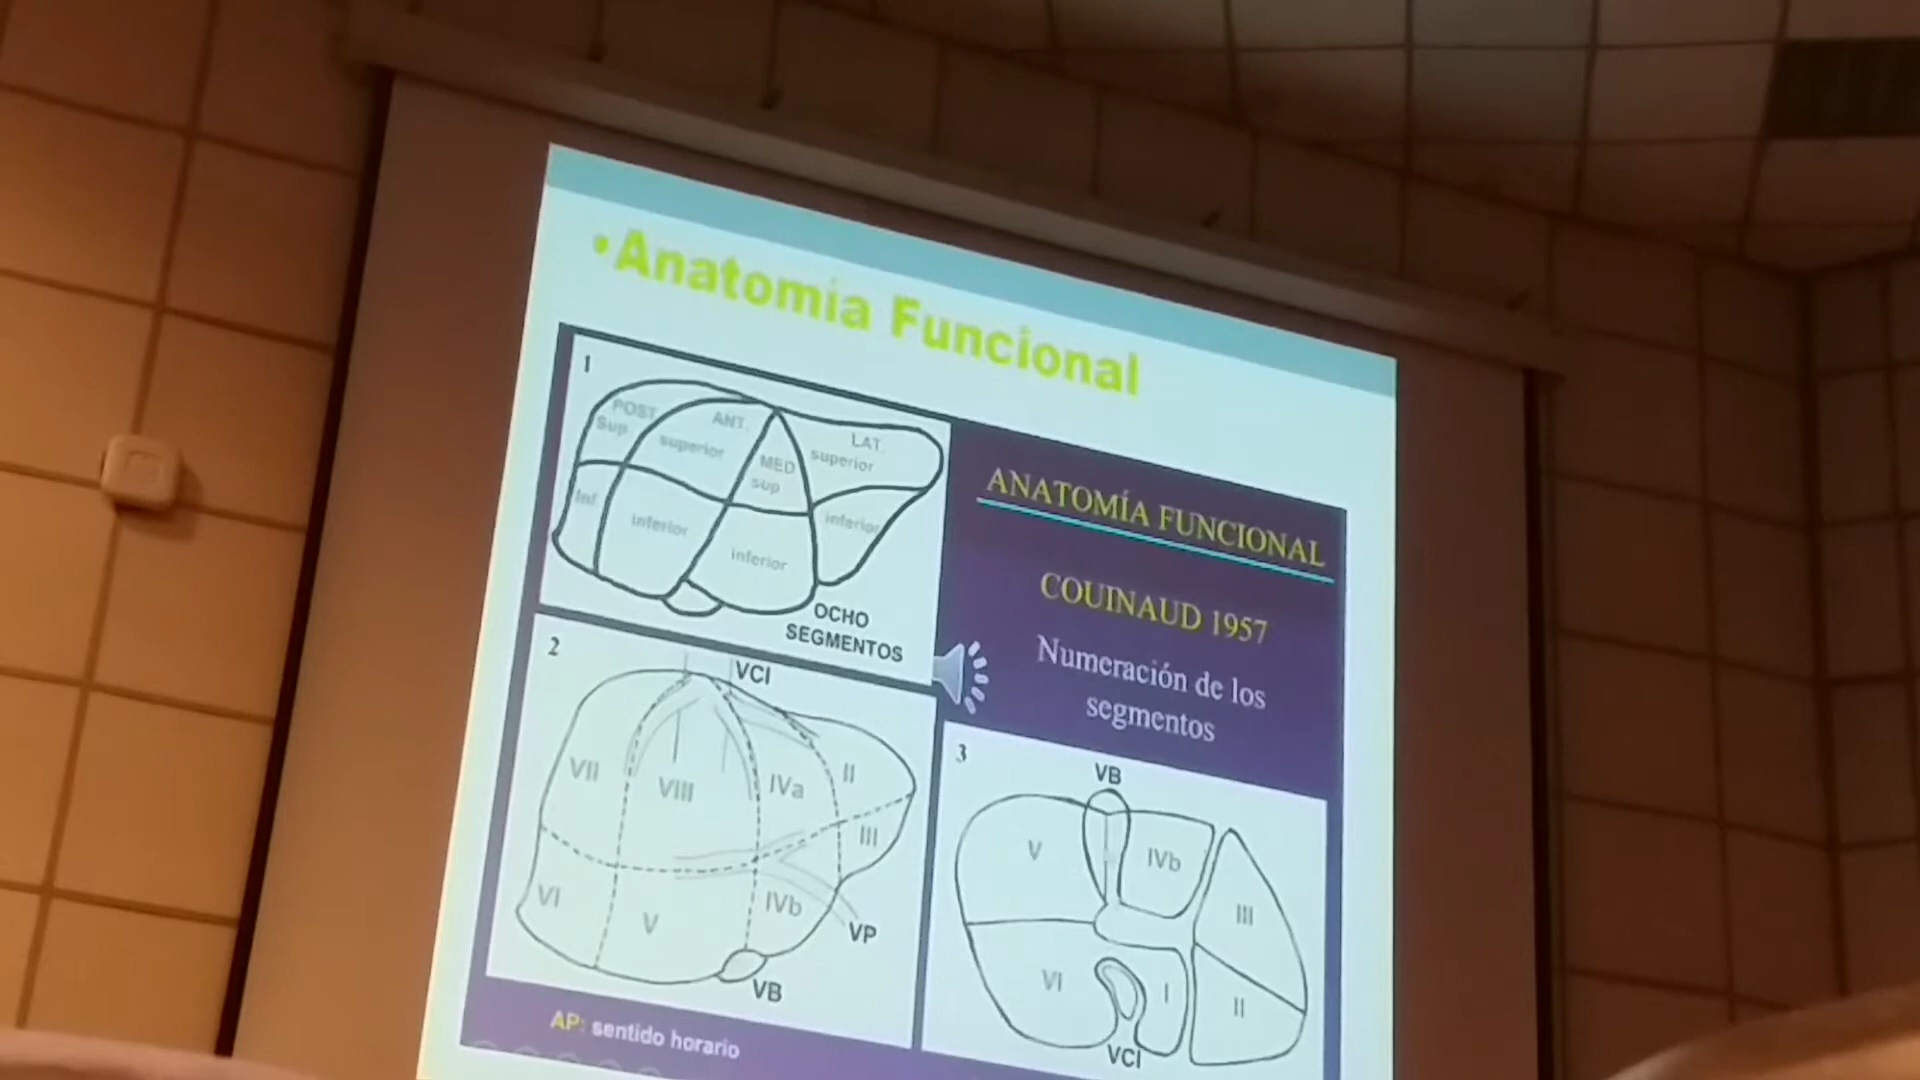 •Anatomía Funcional
1
POST.
Sup.
ANT.
superior
MED
sup
LAT.
superior
Inf.
inferior
inferior
inferior
OCHO
SEGMENTOS
ANATOMÍA FUNCIONAL
COUINAUD 1957
Numeración de los
segmentos
2
VCI
VII
VIII
IVa
II
III
VI
V
IVb
VP
VB
3
VB
V
IVb
III
VI
I
II
VCI
AP: sentido horario